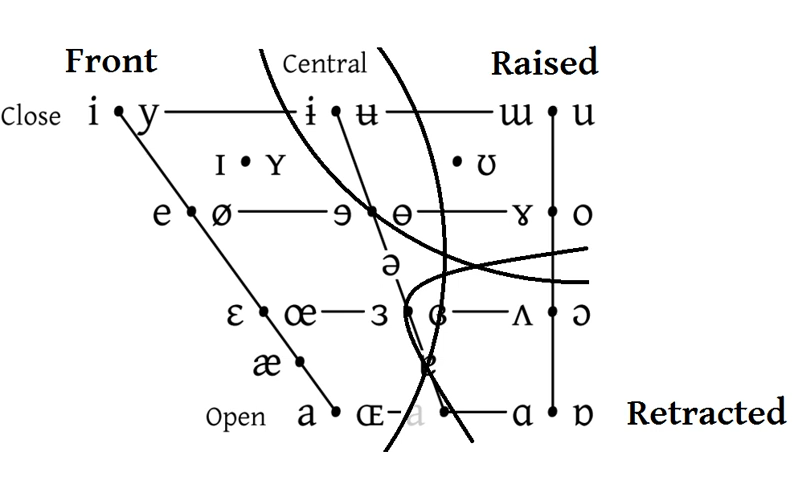 Front Central Raised
Close i y ɨ ʉ ɯ u
ɪ ʏ ʊ
e ø ɘ ɵ ɤ o
ə
ɛ œ ɜ ɞ ʌ ɔ
æ ɐ
Open a Œ a ɑ ɒ Retracted